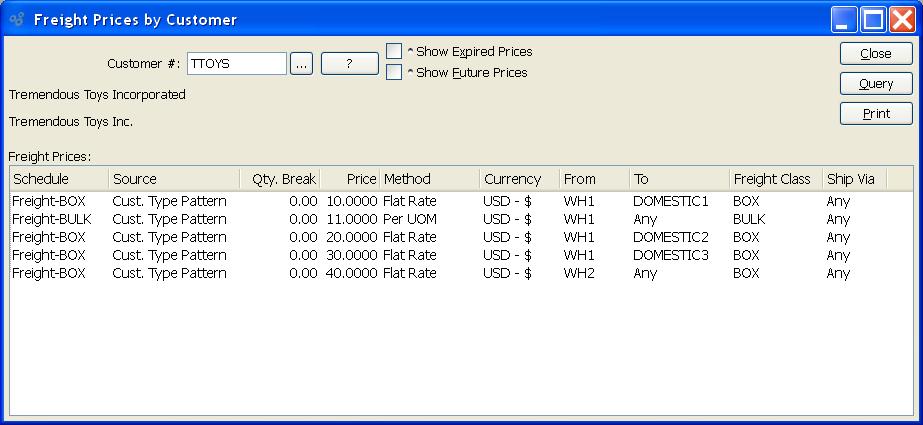 Freight Prices by Customer
Customer #: TTOYS ... ?
^ Show Expired Prices
^ Show Future Prices
Close
Query
Print
Tremendous Toys Incorporated
Tremendous Toys Inc.
Freight Prices:
Schedule Source Qty. Break Price Method Currency From To Freight Class Ship Via
Freight-BOX Cust. Type Pattern 0.00 10.0000 Flat Rate USD - $ WH1 DOMESTIC1 BOX Any
Freight-BULK Cust. Type Pattern 0.00 11.0000 Per UOM USD - $ WH1 Any BULK Any
Freight-BOX Cust. Type Pattern 0.00 20.0000 Flat Rate USD - $ WH1 DOMESTIC2 BOX Any
Freight-BOX Cust. Type Pattern 0.00 30.0000 Flat Rate USD - $ WH1 DOMESTIC3 BOX Any
Freight-BOX Cust. Type Pattern 0.00 40.0000 Flat Rate USD - $ WH2 Any BOX Any